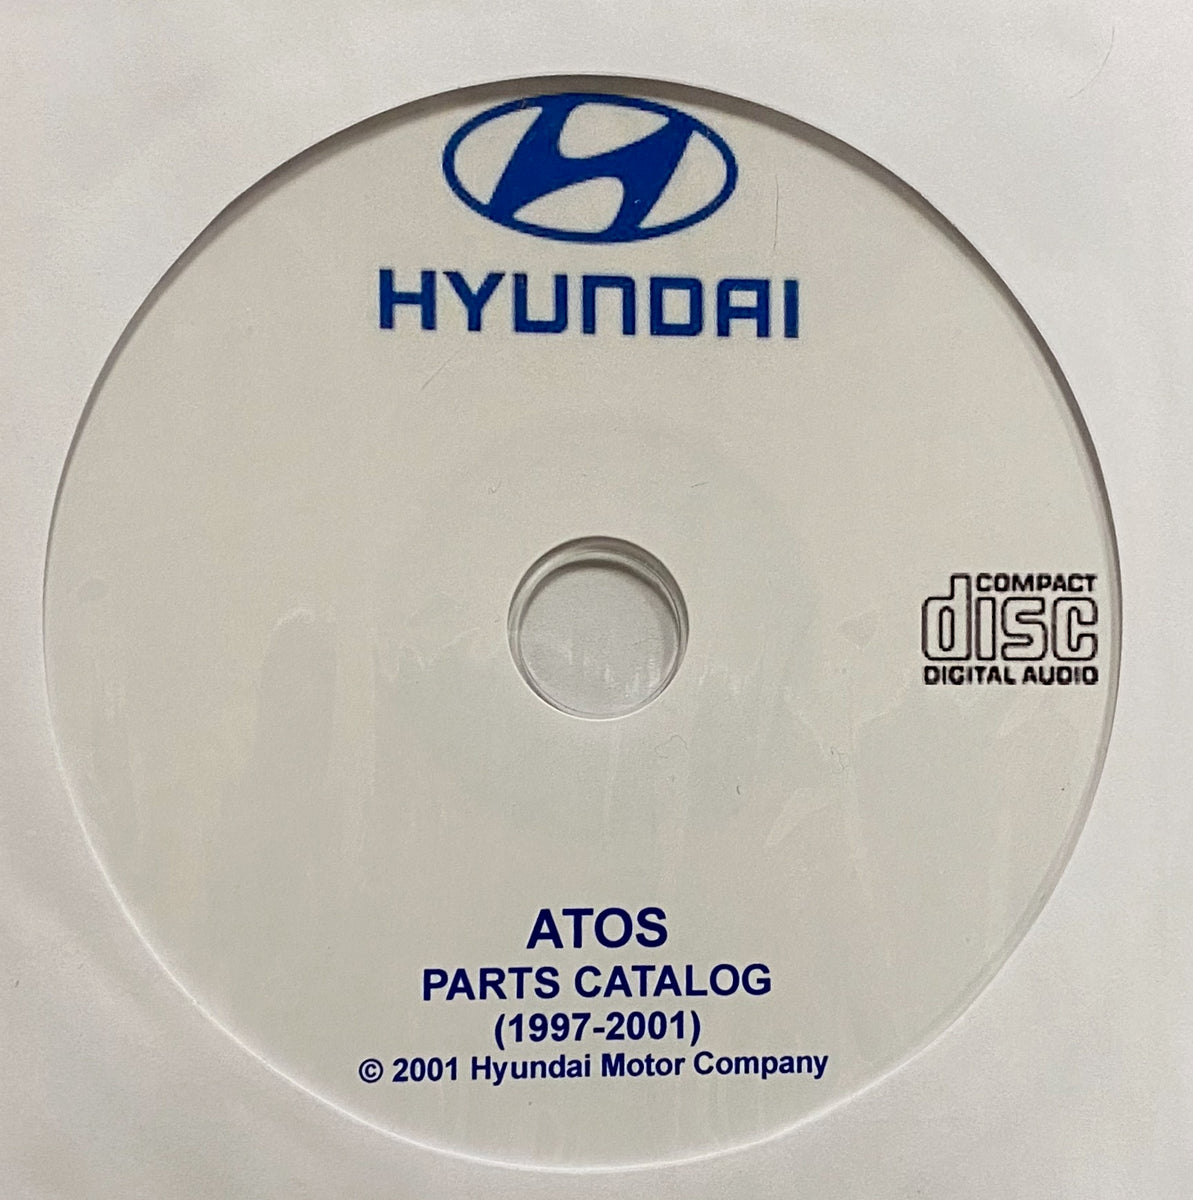 HYUNDAI
COMPACT
disc
DIGITAL AUDIO
ATOS
PARTS CATALOG
(1997-2001)
© 2001 Hyundai Motor Company